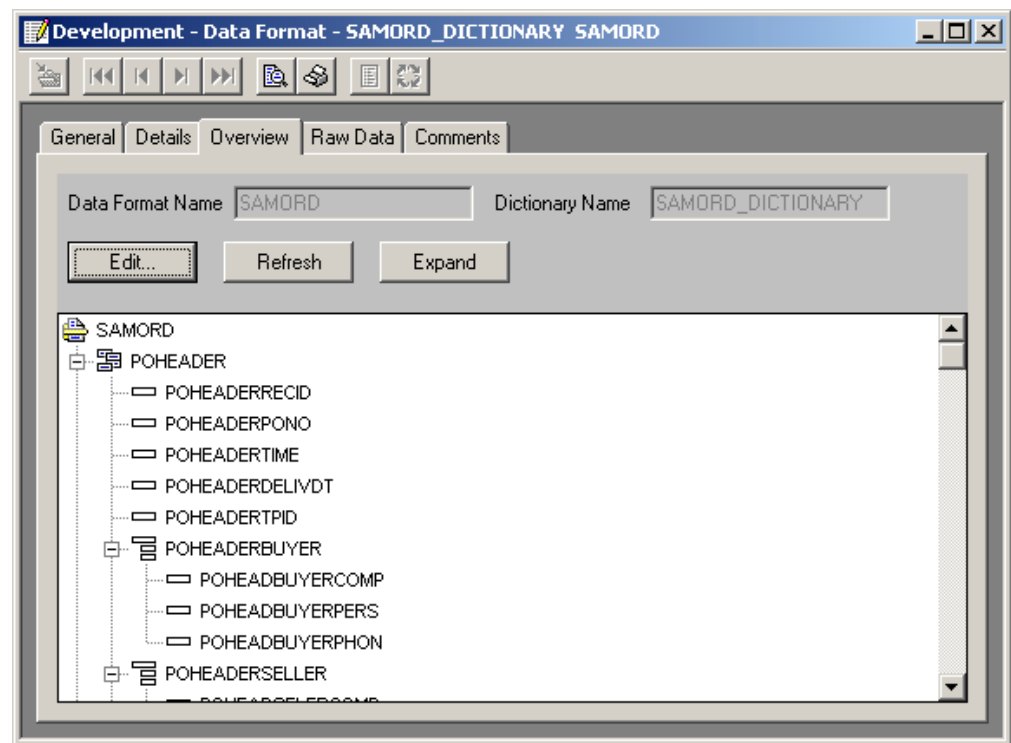 Development - Data Format - SAMORD_DICTIONARY SAMORD
General Details Overview Raw Data Comments
Data Format Name SAMORD Dictionary Name SAMORD_DICTIONARY
Edit... Refresh Expand
SAMORD
POHEADER
POHEADERRECID
POHEADERPONO
POHEADERTIME
POHEADERDELIVDT
POHEADERTPID
POHEADERBUYER
POHEADBUYERCOMP
POHEADBUYERPERS
POHEADBUYERPHON
POHEADERSELLER